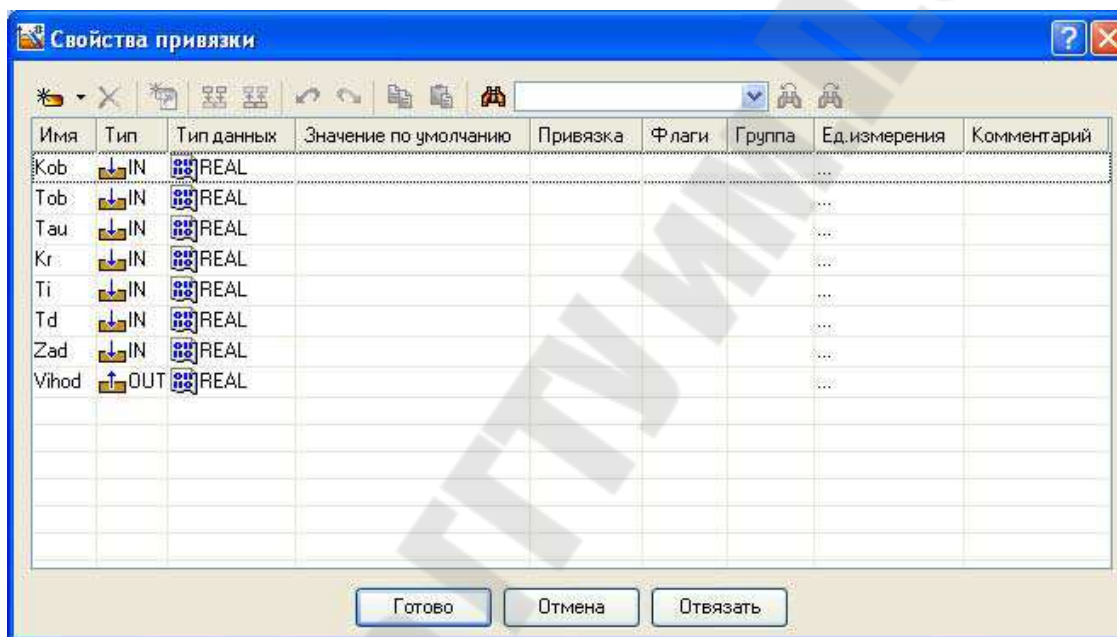 Свойства привязки
Имя Тип Тип данных Значение по умолчанию Привязка Флаги Группа Ед.измерения Комментарий
Kob IN REAL ...
Tob IN REAL ...
Tau IN REAL ...
Kr IN REAL ...
Ti IN REAL ...
Td IN REAL ...
Zad IN REAL ...
Vihod OUT REAL ...
Готово Отмена Отвязать